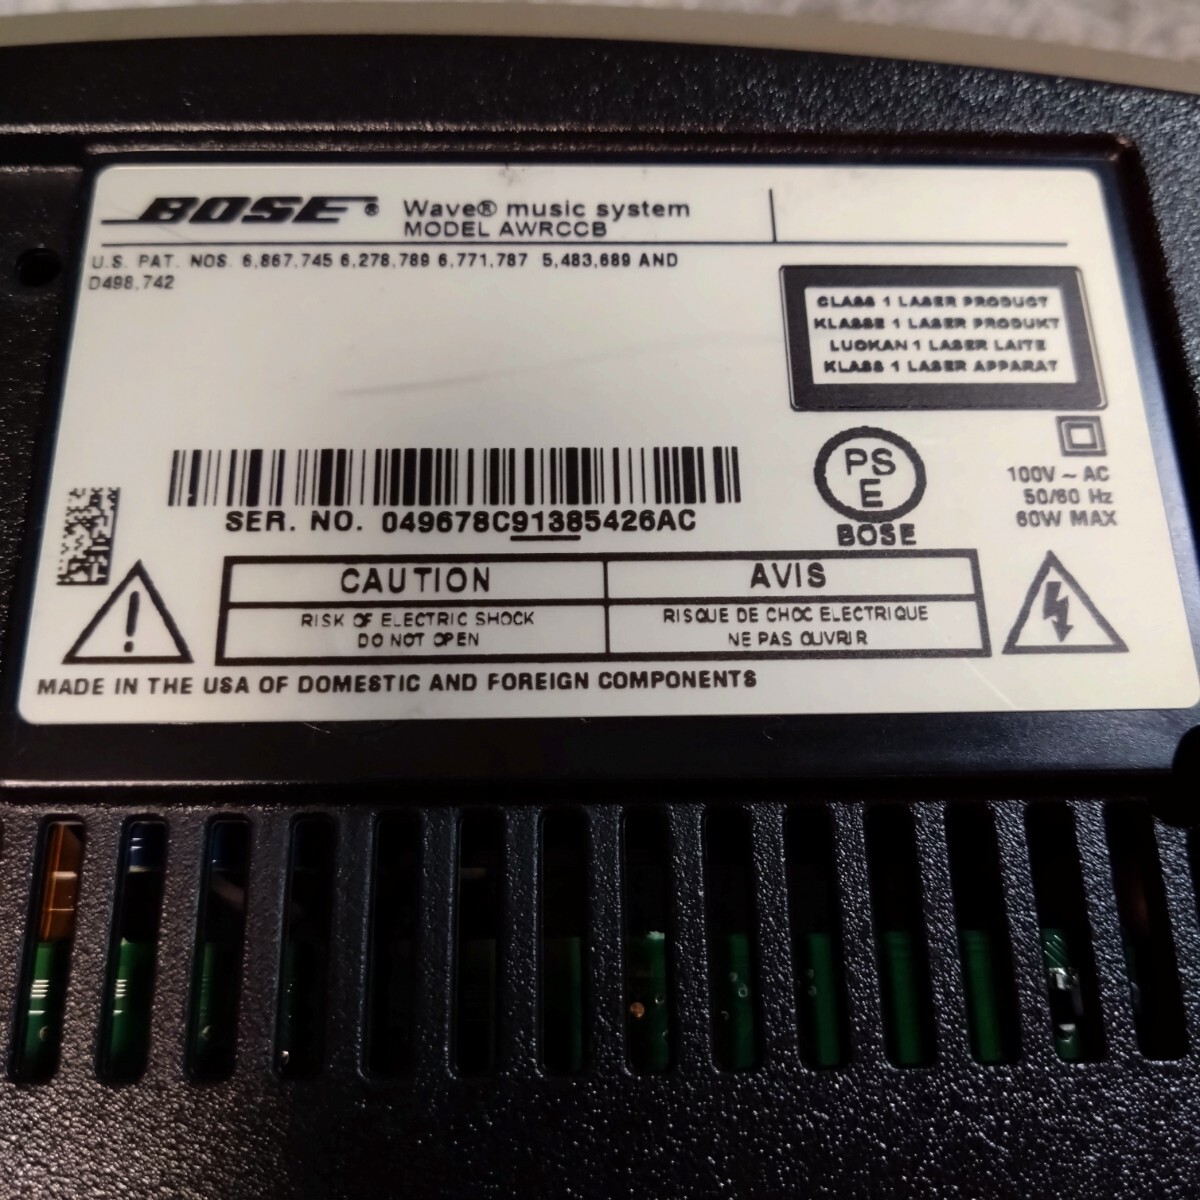 BOSE® Wave® music system
MODEL AWRCCB
U.S. PAT. NOS. 6,867,745 6,278,789 6,771,787 5,483,689 AND
D498,742
CLASS 1 LASER PRODUCT
KLASSE 1 LASER PRODUKT
LUOKAN 1 LASER LAITE
KLASS 1 LASER APPARAT
SER. NO. 049678C91385426AC
PS
E
BOSE
100V ~ AC
50/60 Hz
60W MAX
CAUTION
RISK OF ELECTRIC SHOCK
DO NOT OPEN
AVIS
RISQUE DE CHOC ELECTRIQUE
NE PAS OUVRIR
MADE IN THE USA OF DOMESTIC AND FOREIGN COMPONENTS